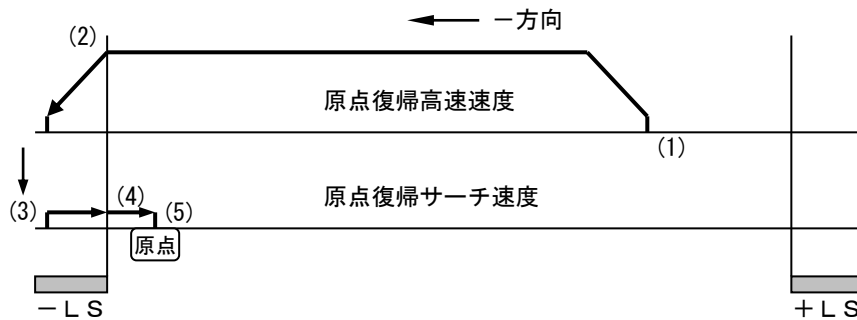 (2)
－方向
原点復帰高速速度
(1)
(3)
(4)
(5)
原点復帰サーチ速度
原点
－ＬＳ
＋ＬＳ